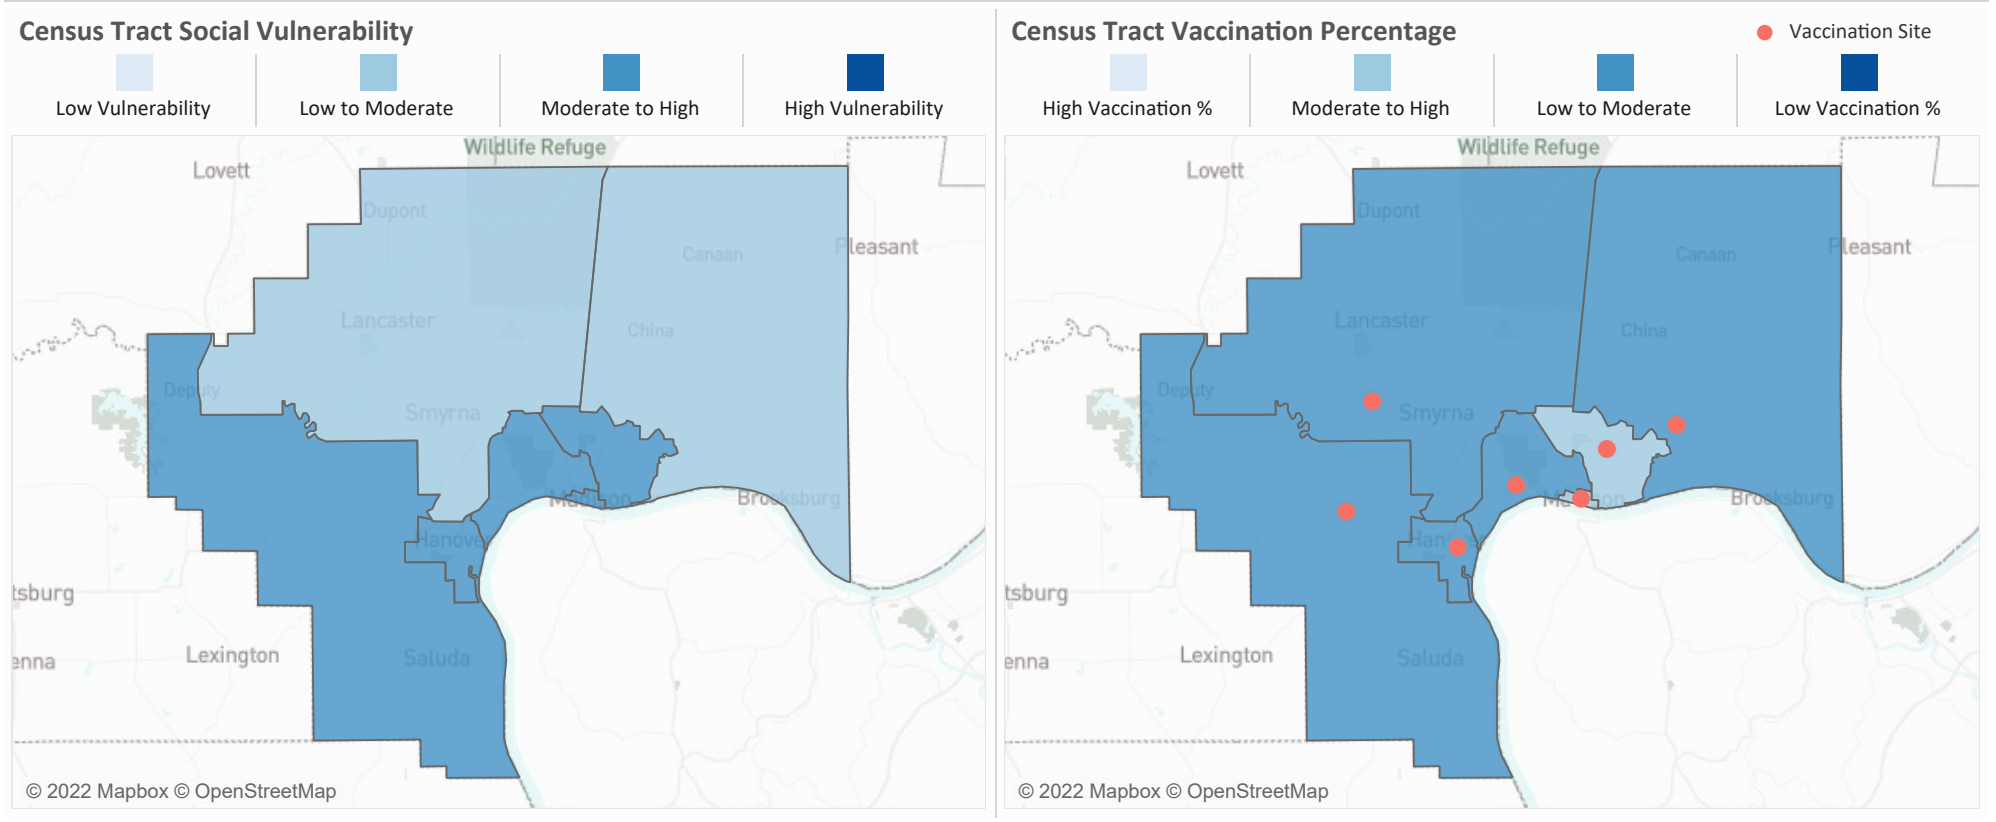 Census Tract Social Vulnerability
Low Vulnerability
Low to Moderate
Moderate to High
High Vulnerability
Wildlife Refuge
Lovett
Dupont
Canaan
Pleasant
Lancaster
China
Deputy
Smyrna
Madison
Brooksburg
Hanover
tsburg
enna
Lexington
Saluda
© 2022 Mapbox © OpenStreetMap
Census Tract Vaccination Percentage
Vaccination Site
High Vaccination %
Moderate to High
Low to Moderate
Low Vaccination %
Wildlife Refuge
Lovett
Dupont
Canaan
Pleasant
Lancaster
China
Deputy
Smyrna
Madison
Brooksburg
Hanover
tsburg
enna
Lexington
Saluda
© 2022 Mapbox © OpenStreetMap